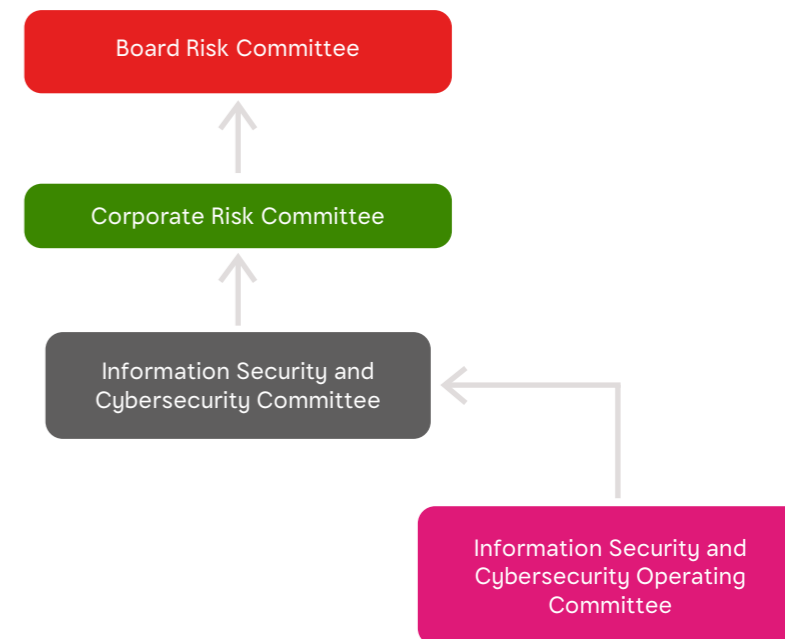 Board Risk Committee
Corporate Risk Committee
Information Security and
Cybersecurity Committee
Information Security and
Cybersecurity Operating
Committee